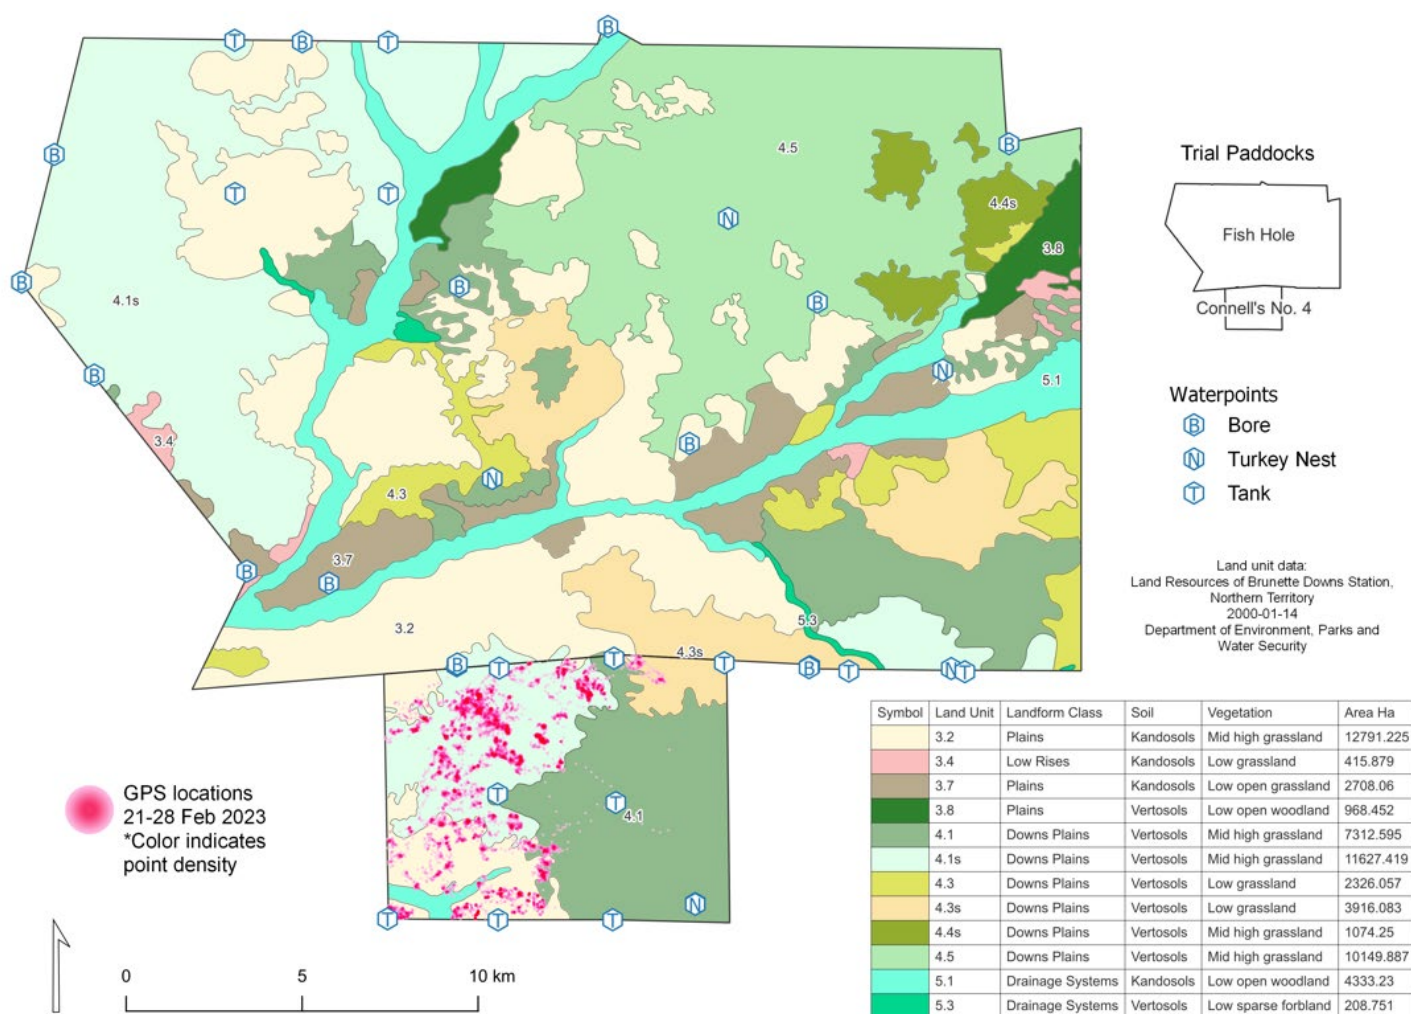 T
B
T
B
B
B
4.5
T
T
4.4s
N
3.8
B
4.1s
B
B
B
N
5.1
3.4
B
4.3
N
3.7
B
B
3.2
5.3
4.3s
B
T
T
T
B
T
N
T
T
T
4.1
N
T
T
T
Trial Paddocks
Fish Hole
Connell's No. 4
Waterpoints
B Bore
N Turkey Nest
T Tank
Land unit data:
Land Resources of Brunette Downs Station,
Northern Territory
2000-01-14
Department of Environment, Parks and
Water Security
GPS locations
21-28 Feb 2023
*Color indicates
point density
0 5 10 km
Symbol Land Unit Landform Class Soil Vegetation Area Ha
3.2 Plains Kandosols Mid high grassland 12791.225
3.4 Low Rises Kandosols Low grassland 415.879
3.7 Plains Kandosols Low open grassland 2708.06
3.8 Plains Vertosols Low open woodland 968.452
4.1 Downs Plains Vertosols Mid high grassland 7312.595
4.1s Downs Plains Vertosols Mid high grassland 11627.419
4.3 Downs Plains Vertosols Low grassland 2326.057
4.3s Downs Plains Vertosols Low grassland 3916.083
4.4s Downs Plains Vertosols Mid high grassland 1074.25
4.5 Downs Plains Vertosols Mid high grassland 10149.887
5.1 Drainage Systems Kandosols Low open woodland 4333.23
5.3 Drainage Systems Vertosols Low sparse forbland 208.751